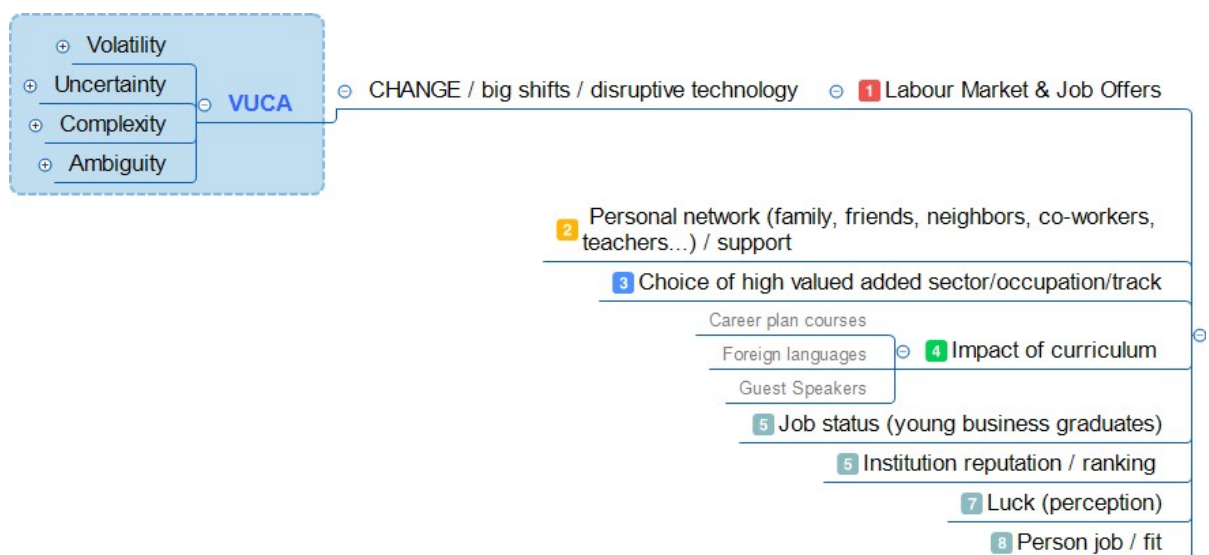 Volatility
Uncertainty
Complexity
Ambiguity
VUCA
CHANGE / big shifts / disruptive technology
1 Labour Market & Job Offers
2 Personal network (family, friends, neighbors, co-workers,
teachers...) / support
3 Choice of high valued added sector/occupation/track
Career plan courses
Foreign languages
Guest Speakers
4 Impact of curriculum
5 Job status (young business graduates)
5 Institution reputation / ranking
7 Luck (perception)
8 Person job / fit